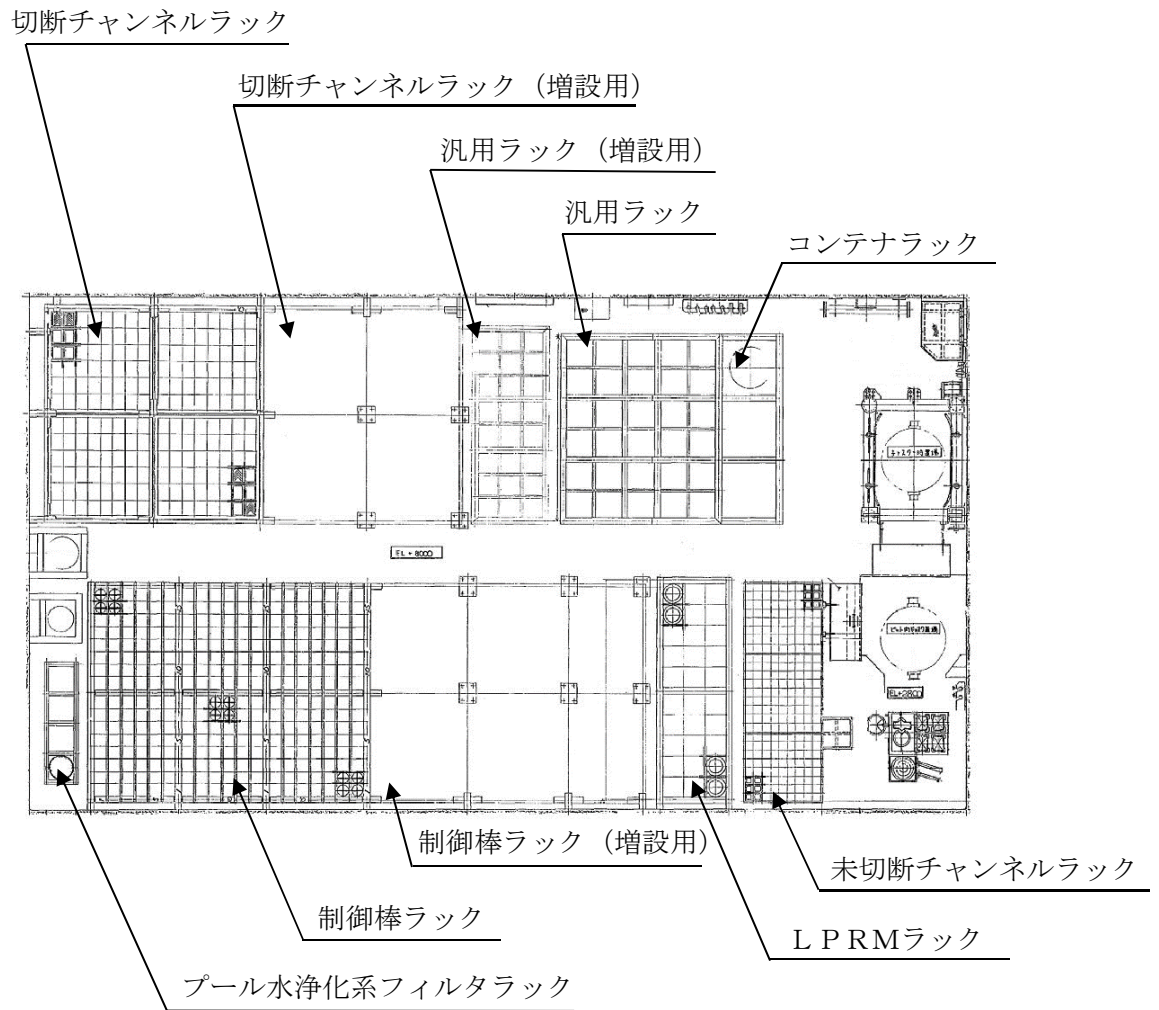 切断チャンネルラック
切断チャンネルラック（増設用）
汎用ラック（増設用）
汎用ラック
コンテナラック
EL+8000
EL+2800
制御棒ラック（増設用）
未切断チャンネルラック
制御棒ラック
ＬＰＲＭラック
プール水浄化系フィルタラック